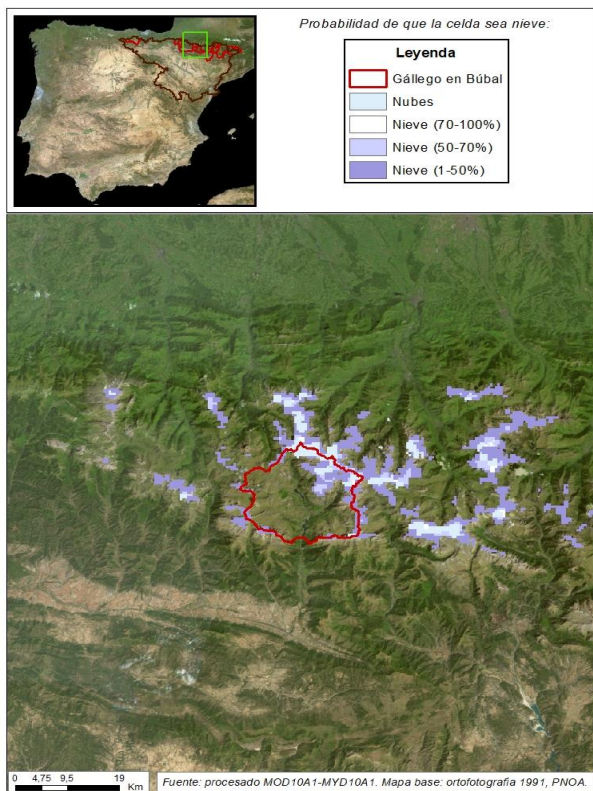 Probabilidad de que la celda sea nieve:
Leyenda
Gállego en Búbal
Nubes
Nieve (70-100%)
Nieve (50-70%)
Nieve (1-50%)
0 4,75 9,5 19
Km
Fuente: procesado MOD10A1-MYD10A1. Mapa base: ortofotografía 1991, PNOA.